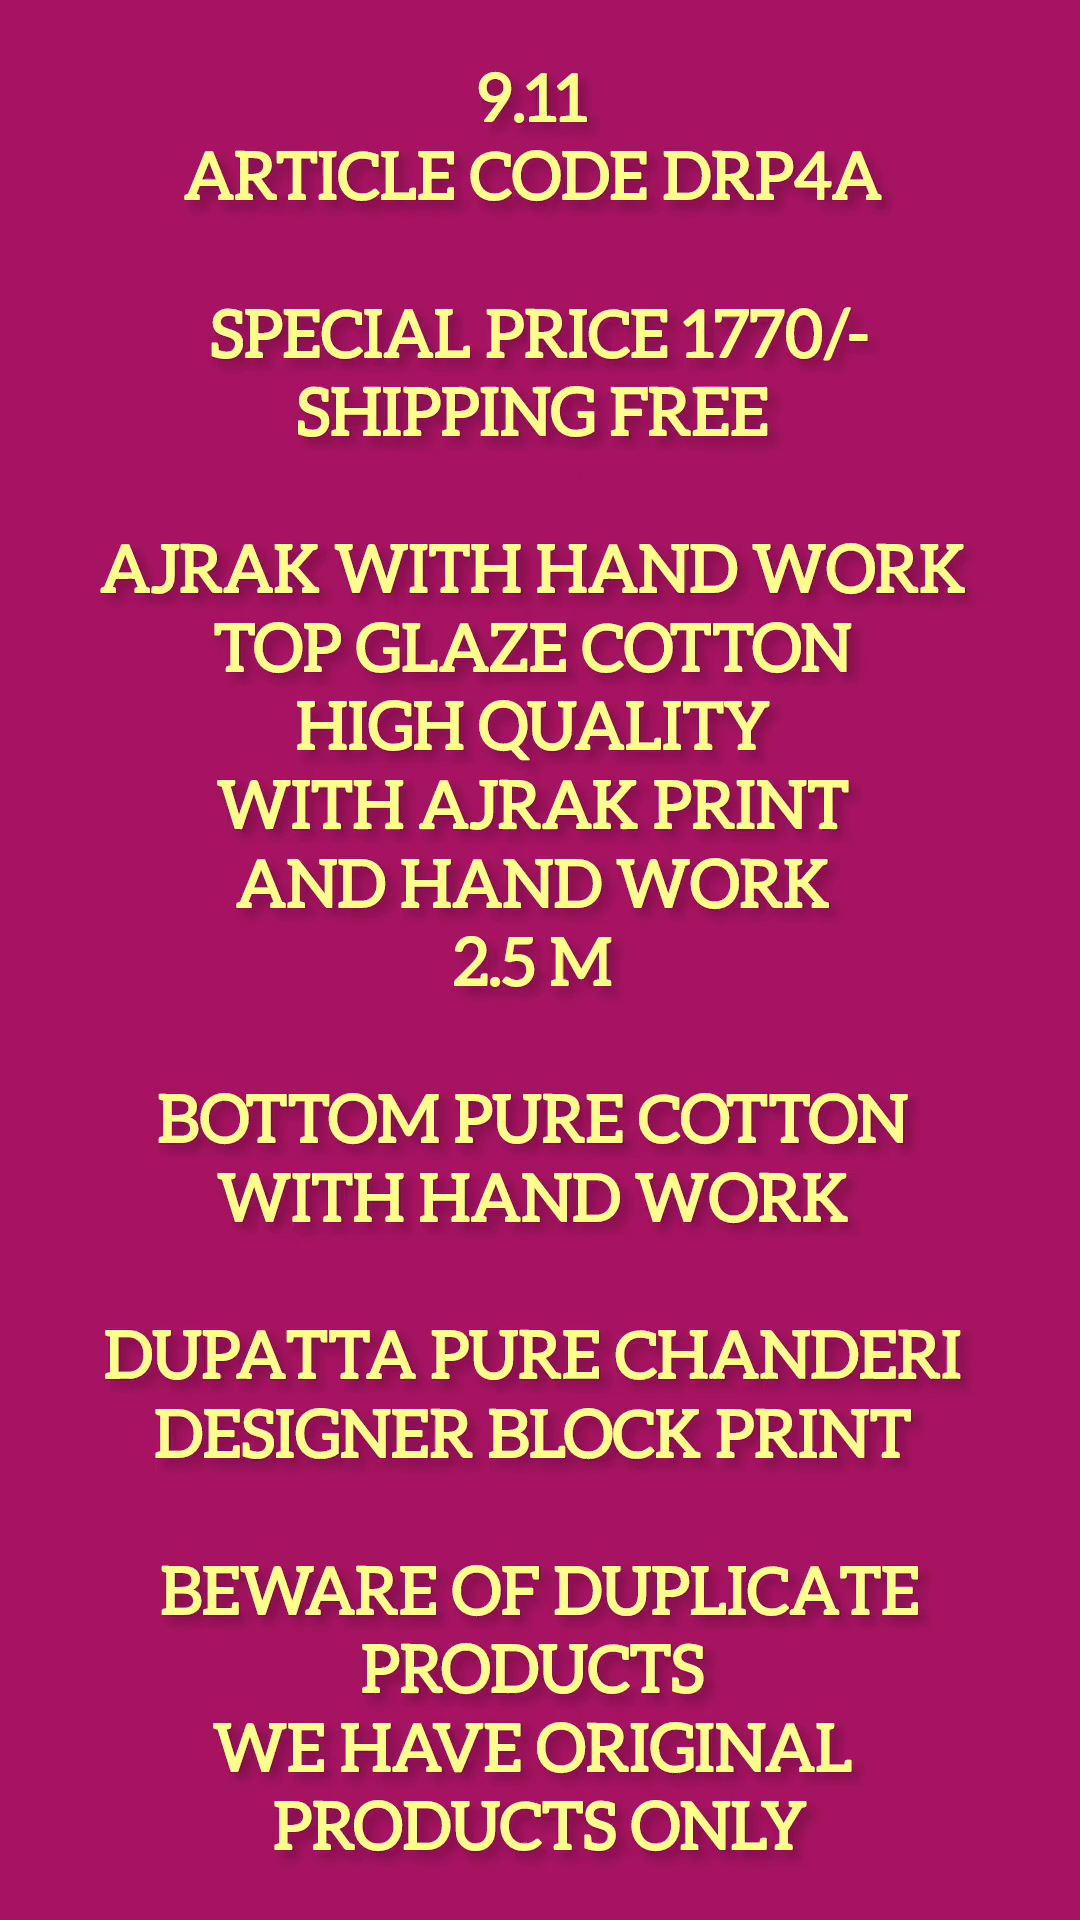 9.11
ARTICLE CODE DRP4A
SPECIAL PRICE 1770/-
SHIPPING FREE
AJRAK WITH HAND WORK
TOP GLAZE COTTON
HIGH QUALITY
WITH AJRAK PRINT
AND HAND WORK
2.5 M
BOTTOM PURE COTTON
WITH HAND WORK
DUPATTA PURE CHANDERI
DESIGNER BLOCK PRINT
BEWARE OF DUPLICATE
PRODUCTS
WE HAVE ORIGINAL
PRODUCTS ONLY